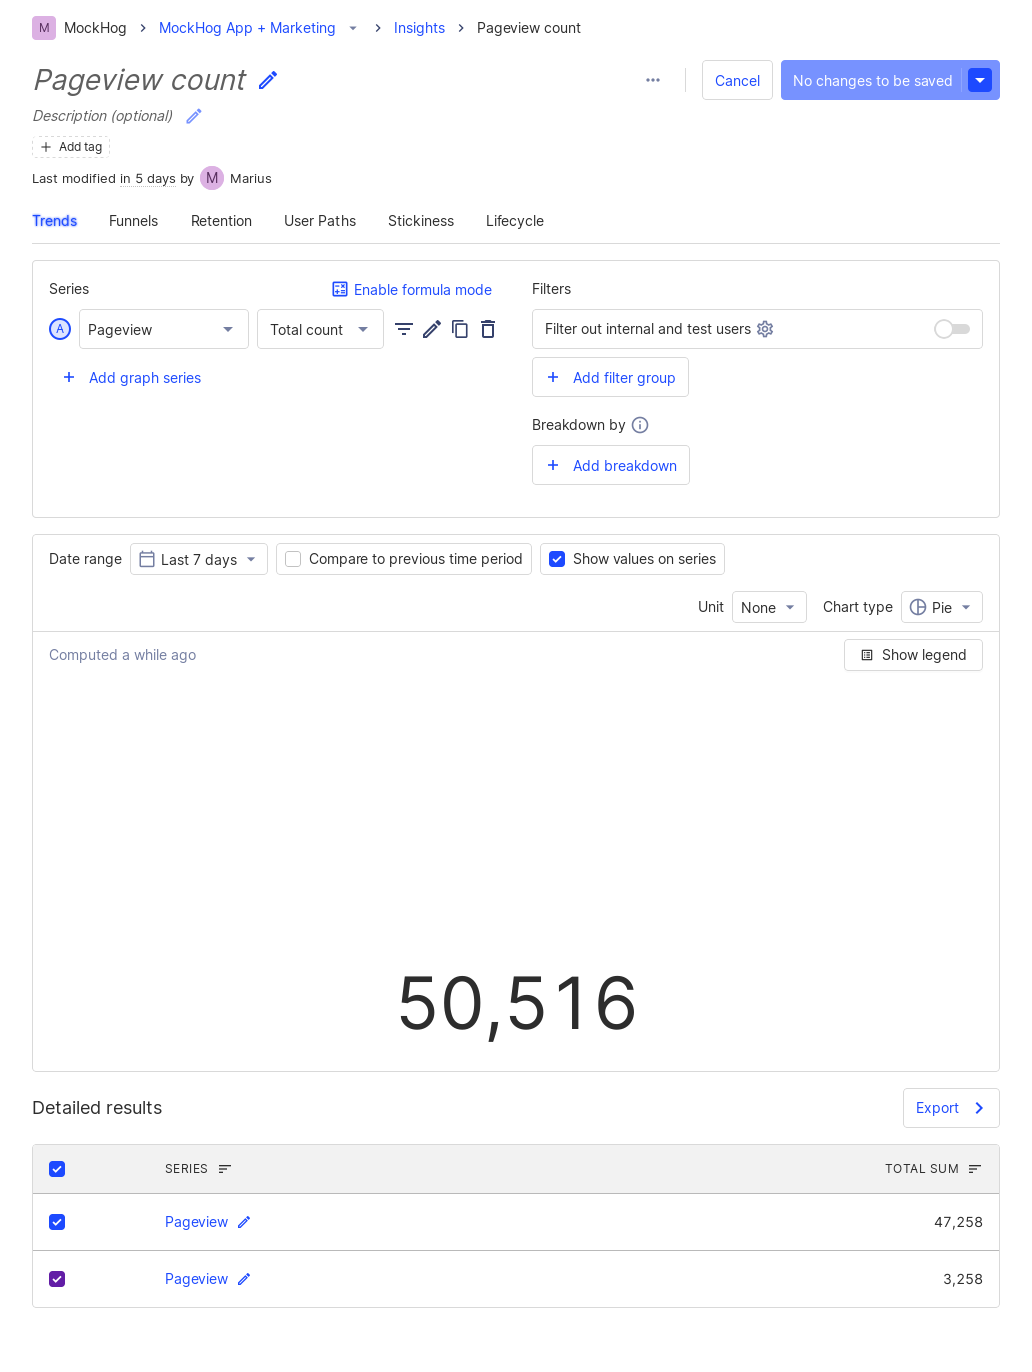 M MockHog MockHog App + Marketing Insights Pageview count
Pageview count
Cancel No changes to be saved
Description (optional)
Add tag
Last modified in 5 days by M Marius
Trends Funnels Retention User Paths Stickiness Lifecycle
Series Enable formula mode
A Pageview Total count
Add graph series
Filters
Filter out internal and test users
Add filter group
Breakdown by
Add breakdown
Date range Last 7 days Compare to previous time period Show values on series
Unit None Chart type Pie
Computed a while ago Show legend
50,516
Detailed results Export
SERIES TOTAL SUM
Pageview 47,258
Pageview 3,258